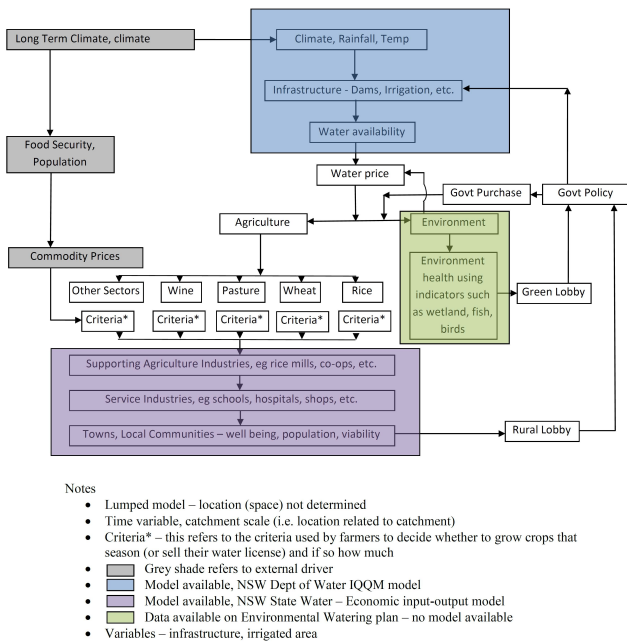 Long Term Climate, climate
Climate, Rainfall, Temp
Infrastructure - Dams, Irrigation, etc.
Water availability
Food Security,
Population
Water price
Govt Purchase
Govt Policy
Agriculture
Environment
Commodity Prices
Environment
health using
indicators such
as wetland, fish,
birds
Green Lobby
Other Sectors
Wine
Pasture
Wheat
Rice
Criteria*
Criteria*
Criteria*
Criteria*
Criteria*
Supporting Agriculture Industries, eg rice mills, co-ops, etc.
Service Industries, eg schools, hospitals, shops, etc.
Towns, Local Communities – well being, population, viability
Rural Lobby
Notes
• Lumped model – location (space) not determined
• Time variable, catchment scale (i.e. location related to catchment)
• Criteria* – this refers to the criteria used by farmers to decide whether to grow crops that
season (or sell their water license) and if so how much
• Grey shade refers to external driver
• Model available, NSW Dept of Water IQQM model
• Model available, NSW State Water – Economic input-output model
• Data available on Environmental Watering plan – no model available
• Variables – infrastructure, irrigated area